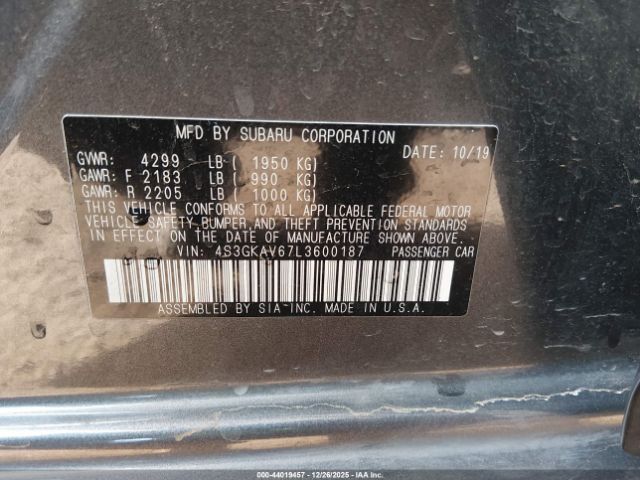 MFD BY SUBARU CORPORATION
GVWR: 4299 LB ( 1950 KG) DATE: 10/19
GAWR: F 2183 LB ( 990 KG)
GAWR: R 2205 LB ( 1000 KG)
THIS VEHICLE CONFORMS TO ALL APPLICABLE FEDERAL MOTOR
VEHICLE SAFETY,BUMPER,AND THEFT PREVENTION STANDARDS
IN EFFECT ON THE DATE OF MANUFACTURE SHOWN ABOVE.
VIN: 4S3GKAV67L3600187 PASSENGER CAR
ASSEMBLED BY SIA INC. MADE IN U.S.A.
000-44019457 - 12/26/2025 - IAAI.COM